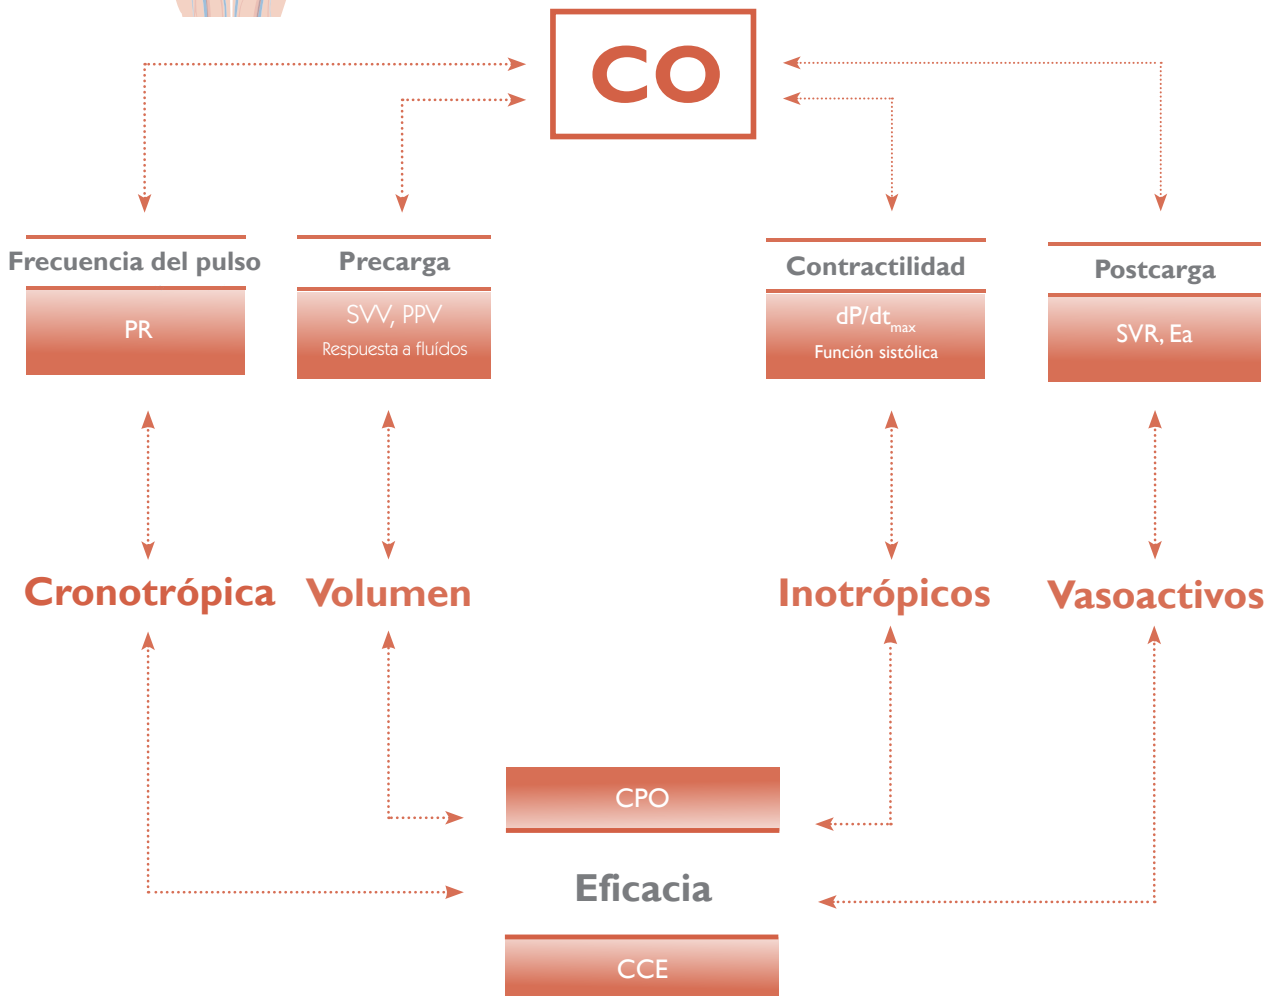 CO
Frecuencia del pulso
PR
Precarga
SVV, PPV
Respuesta a fluídos
Contractilidad
dP/dtmax
Función sistólica
Postcarga
SVR, Ea
Cronotrópica
Volumen
Inotrópicos
Vasoactivos
CPO
Eficacia
CCE